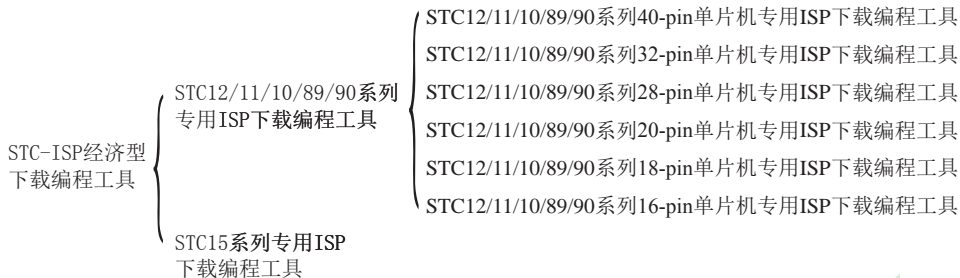 STC-ISP经济型
下载编程工具
STC12/11/10/89/90系列
专用ISP下载编程工具
STC12/11/10/89/90系列40-pin单片机专用ISP下载编程工具
STC12/11/10/89/90系列32-pin单片机专用ISP下载编程工具
STC12/11/10/89/90系列28-pin单片机专用ISP下载编程工具
STC12/11/10/89/90系列20-pin单片机专用ISP下载编程工具
STC12/11/10/89/90系列18-pin单片机专用ISP下载编程工具
STC12/11/10/89/90系列16-pin单片机专用ISP下载编程工具
STC15系列专用ISP
下载编程工具